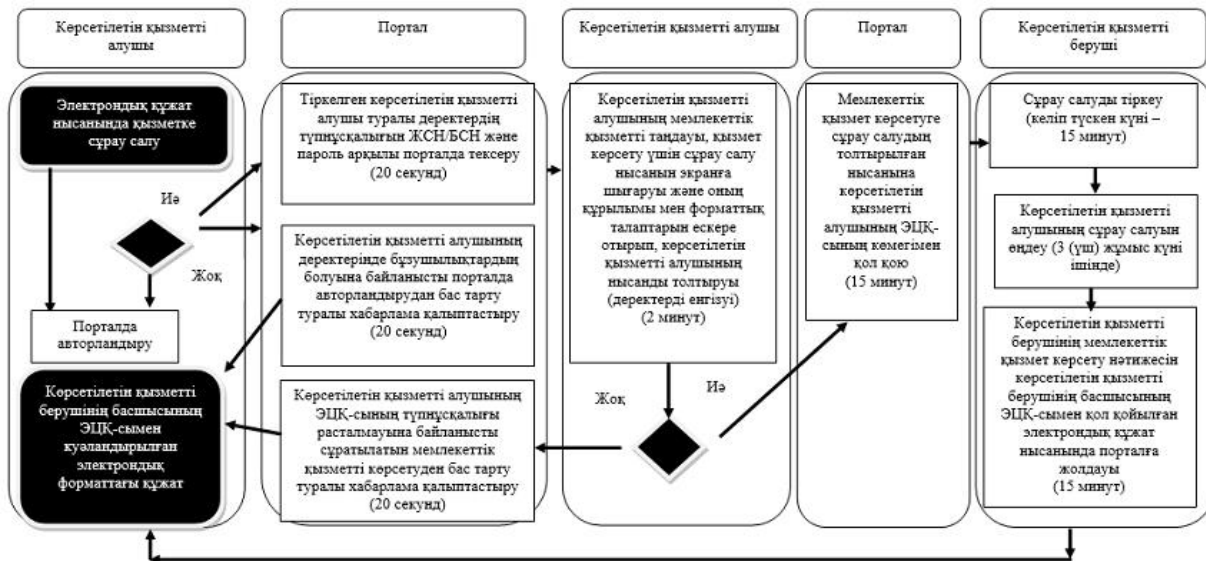 Көрсетілетін қызметті
алушы
Портал
Көрсетілетін қызметті алушы
Портал
Көрсетілетін қызметті
беруші
Электрондық құжат
нысанында қызметке
сұрау салу
Иә
Жоқ
Порталда
авторландыру
Көрсетілетін қызметті
берушінің басшысының
ЭЦҚ-сымен
куәландырылған
электрондық
форматтағы құжат
Тіркелген көрсетілетін қызметті
алушы туралы деректердің
түпнұсқалығын ЖСН/БСН және
пароль арқылы порталда тексеру
(20 секунд)
Көрсетілетін қызметті алушының
деректерінде бұзушылықтардың
болуына байланысты порталда
авторландырудан бас тарту
туралы хабарлама қалыптастыру
(20 секунд)
Көрсетілетін қызметті алушының
ЭЦҚ-сының түпнұсқалығы
расталмауына байланысты
сұратылатын мемлекеттік
қызметті көрсетуден бас тарту
туралы хабарлама қалыптастыру
(20 секунд)
Көрсетілетін қызметті
алушының мемлекеттік
қызметті таңдауы, қызмет
көрсету үшін сұрау салу
нысанын экранға
шығаруы және оның
құрылымы мен форматтық
талаптарын ескере
отырып, көрсетілетін
қызметті алушының
нысанды толтыруы
(деректерді енгізуі)
(2 минут)
Жоқ
Иә
Мемлекеттік
қызмет көрсетуге
сұрау салудың
толтырылған
нысанына
көрсетілетін
қызметті
алушының ЭЦҚ-
сының көмегімен
қол қою
(15 минут)
Сұрау салуды тіркеу
(келіп түскен күні –
15 минут)
Көрсетілетін қызметті
алушының сұрау салуын
өңдеу (3 (үш) жұмыс күні
ішінде)
Көрсетілетін қызметті
берушінің мемлекеттік
қызмет көрсету нәтижесін
көрсетілетін қызметті
берушінің басшысының
ЭЦҚ-сымен қол қойылған
электрондық құжат
нысанында порталға
жолдауы
(15 минут)